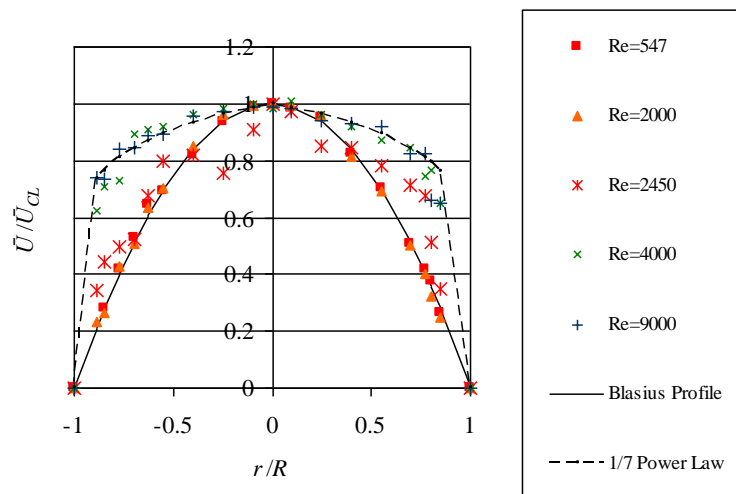 1.2
1
0.8
0.6
0.4
0.2
0
-1
-0.5
0
0.5
1
Ū/Ū_CL
r/R
Re=547
Re=2000
Re=2450
Re=4000
Re=9000
Blasius Profile
1/7 Power Law